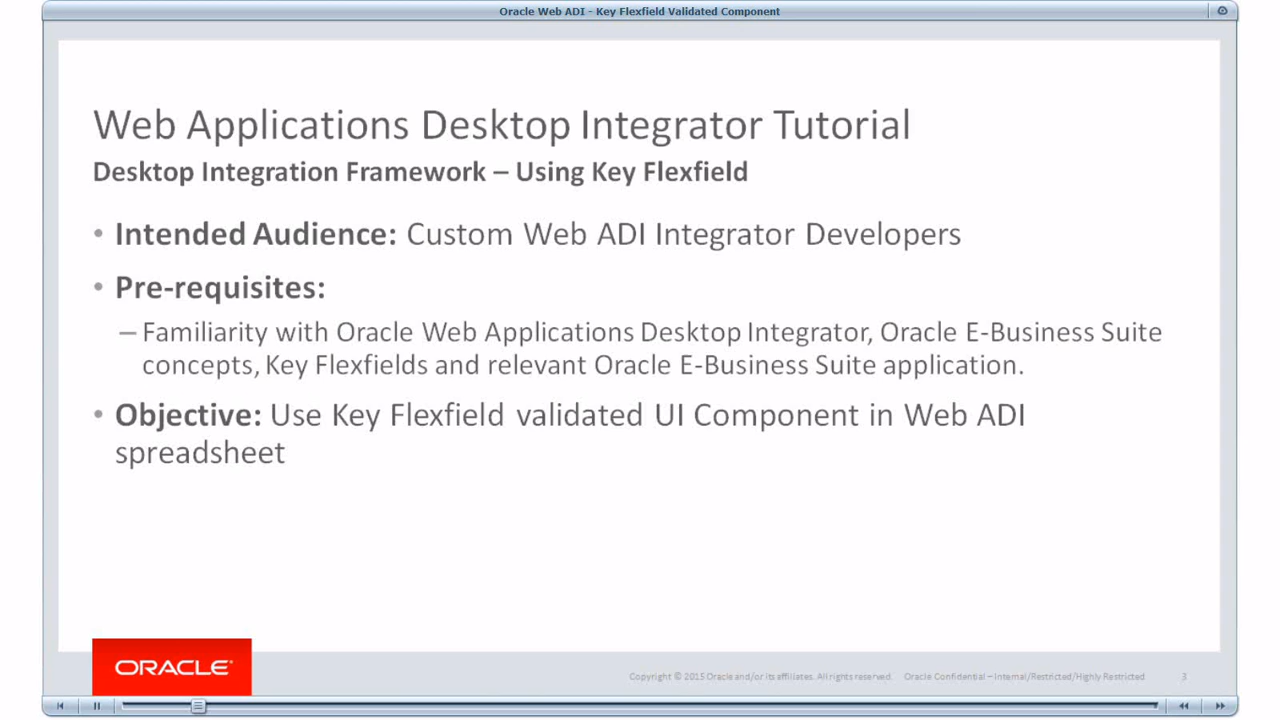 Oracle Web ADI - Key Flexfield Validated Component
Web Applications Desktop Integrator Tutorial
Desktop Integration Framework – Using Key Flexfield
• Intended Audience: Custom Web ADI Integrator Developers
• Pre-requisites:
– Familiarity with Oracle Web Applications Desktop Integrator, Oracle E-Business Suite
concepts, Key Flexfields and relevant Oracle E-Business Suite application.
• Objective: Use Key Flexfield validated UI Component in Web ADI
spreadsheet
ORACLE®
Copyright © 2015 Oracle and/or its affiliates. All rights reserved. Oracle Confidential – Internal/Restricted/Highly Restricted 3